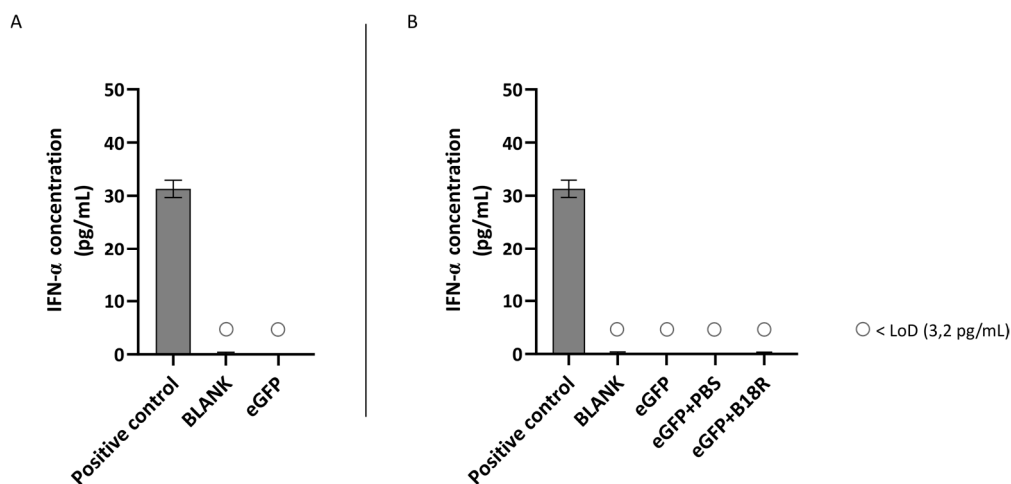 A
IFN-α concentration
(pg/mL)
50
40
30
20
10
0
Positive control
BLANK
eGFP
B
IFN-α concentration
(pg/mL)
50
40
30
20
10
0
Positive control
BLANK
eGFP
eGFP+PBS
eGFP+B18R
< LoD (3,2 pg/mL)